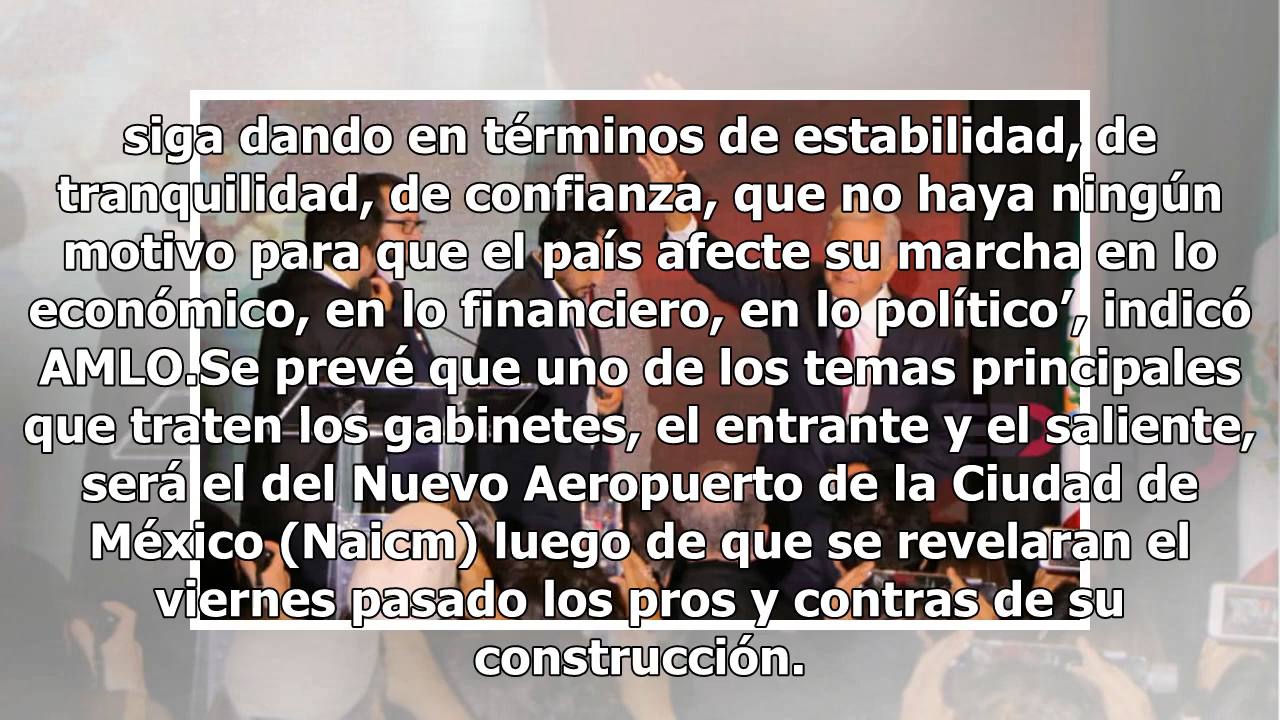 siga dando en términos de estabilidad, de
tranquilidad, de confianza, que no haya ningún
motivo para que el país afecte su marcha en lo
económico, en lo financiero, en lo político’, indicó
AMLO.Se prevé que uno de los temas principales
que traten los gabinetes, el entrante y el saliente,
será el del Nuevo Aeropuerto de la Ciudad de
México (Naicm) luego de que se revelaran el
viernes pasado los pros y contras de su
construcción.